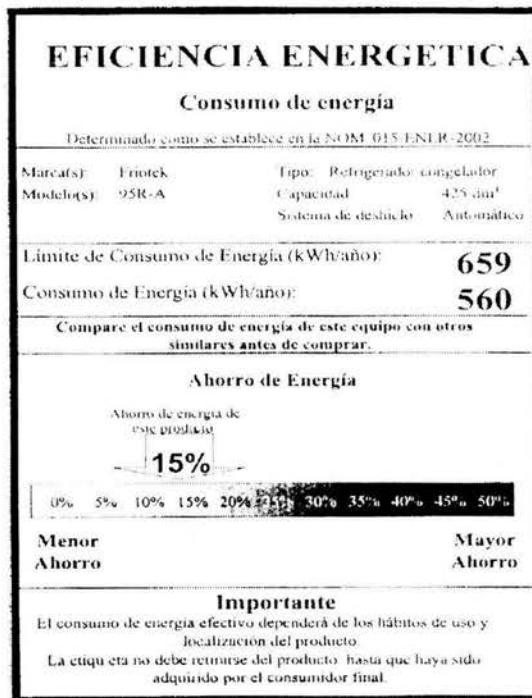 EFICIENCIA ENERGETICA
Consumo de energía
Determinado como se establece en la NOM-015-ENER-2002
Marca(s): Friotek Tipo: Refrigerador congelador
Modelo(s): 95R-A Capacidad 425 dm³
Sistema de deshielo Automático
Límite de Consumo de Energía (kWh/año): 659
Consumo de Energía (kWh/año): 560
Compare el consumo de energía de este equipo con otros
similares antes de comprar.
Ahorro de Energía
Ahorro de energía de
este producto
15%
0% 5% 10% 15% 20% 25% 30% 35% 40% 45% 50%
Menor Mayor
Ahorro Ahorro
Importante
El consumo de energía efectivo dependerá de los hábitos de uso y
localización del producto
La etiqu eta no debe retirarse del producto hasta que haya sido
adquirido por el consumidor final.